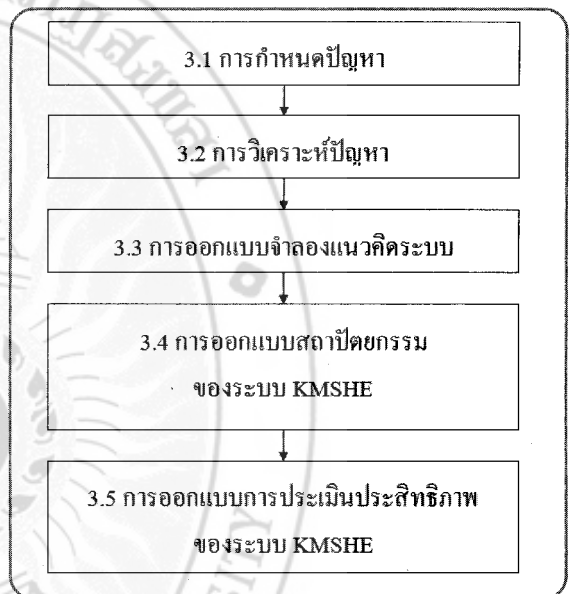 3.1 การกำหนดปัญหา
3.2 การวิเคราะห์ปัญหา
3.3 การออกแบบจำลองแนวคิดระบบ
3.4 การออกแบบสถาปัตยกรรม
ของระบบ KMSHE
3.5 การออกแบบการประเมินประสิทธิภาพ
ของระบบ KMSHE